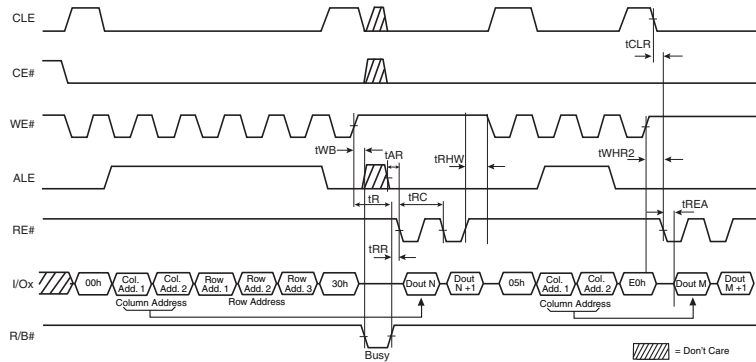 CLE
tCLR
CE#
WE#
tWB
tAR
tRHW
tWHR2
ALE
tR
tRC
tREA
RE#
tRR
I/Ox
00h
Col. Add. 1
Col. Add. 2
Row Add. 1
Row Add. 2
Row Add. 3
30h
Dout N
Dout N +1
05h
Col. Add. 1
Col. Add. 2
E0h
Dout M
Dout M +1
Column Address
Row Address
Column Address
R/B#
Busy
= Don't Care